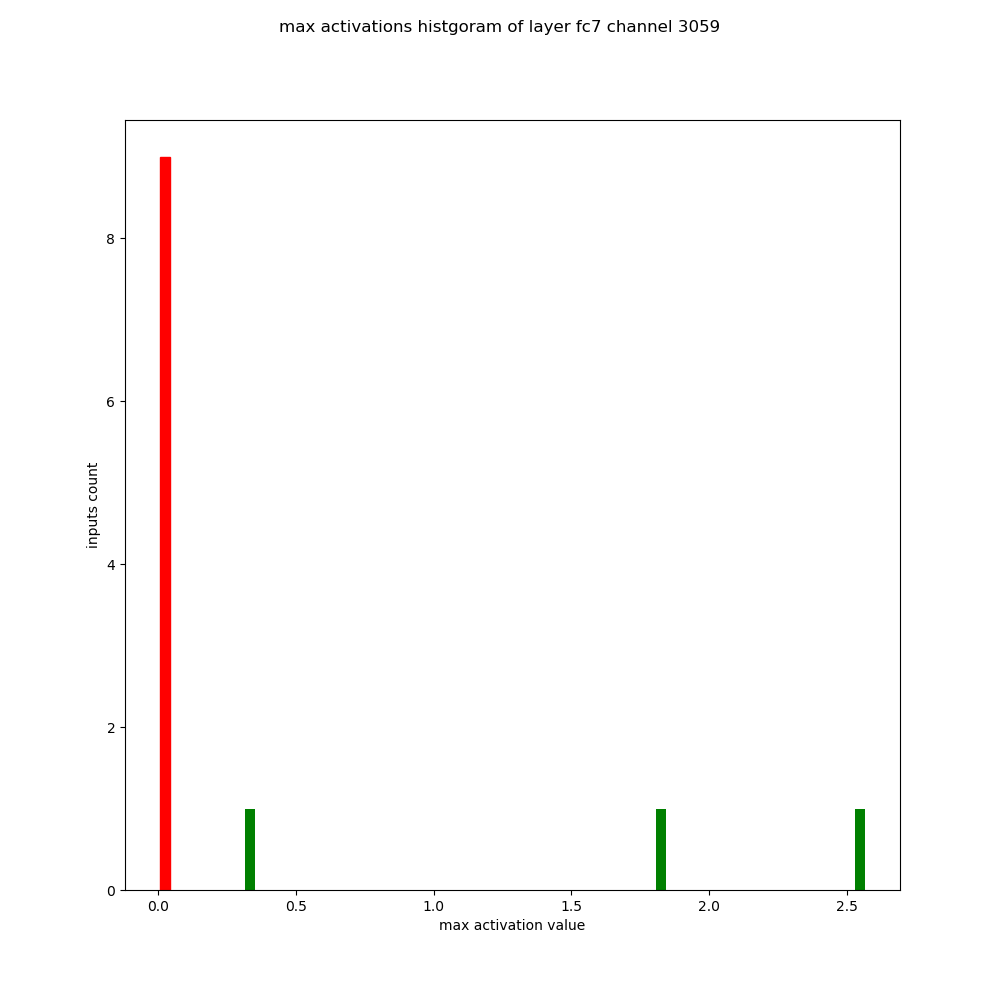 max activations histgoram of layer fc7 channel 3059
8
6
4
2
0
inputs count
0.0 0.5 1.0 1.5 2.0 2.5
max activation value